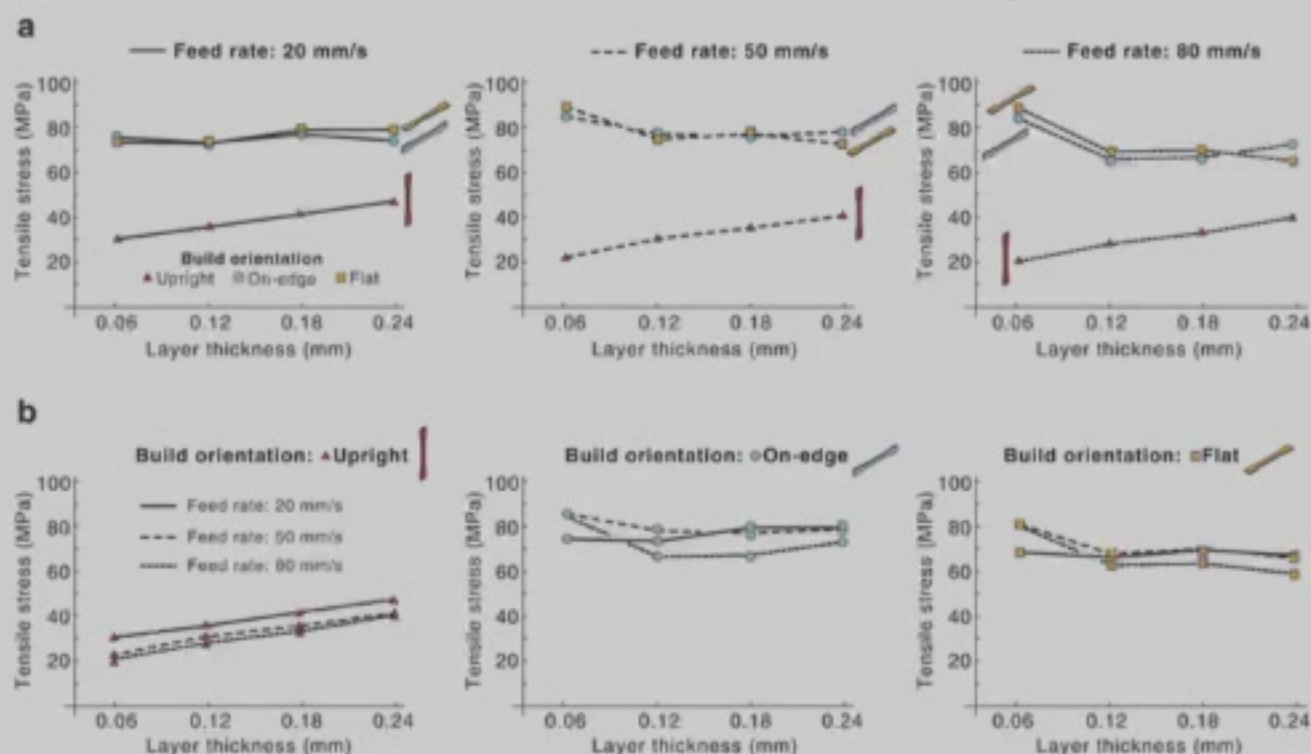 a
Feed rate: 20 mm/s
Feed rate: 50 mm/s
Feed rate: 80 mm/s
Tensile stress (MPa)
100
80
60
40
20
Build orientation
Upright On-edge Flat
0.06 0.12 0.18 0.24
Layer thickness (mm)
Tensile stress (MPa)
100
80
60
40
20
0.06 0.12 0.18 0.24
Layer thickness (mm)
Tensile stress (MPa)
100
80
60
40
20
0.06 0.12 0.18 0.24
Layer thickness (mm)
b
Build orientation: Upright
Build orientation: On-edge
Build orientation: Flat
Tensile stress (MPa)
100
80
60
40
20
Feed rate: 20 mm/s
Feed rate: 50 mm/s
Feed rate: 80 mm/s
0.06 0.12 0.18 0.24
Layer thickness (mm)
Tensile stress (MPa)
100
80
60
40
20
0.06 0.12 0.18 0.24
Layer thickness (mm)
Tensile stress (MPa)
100
80
60
40
20
0.06 0.12 0.18 0.24
Layer thickness (mm)